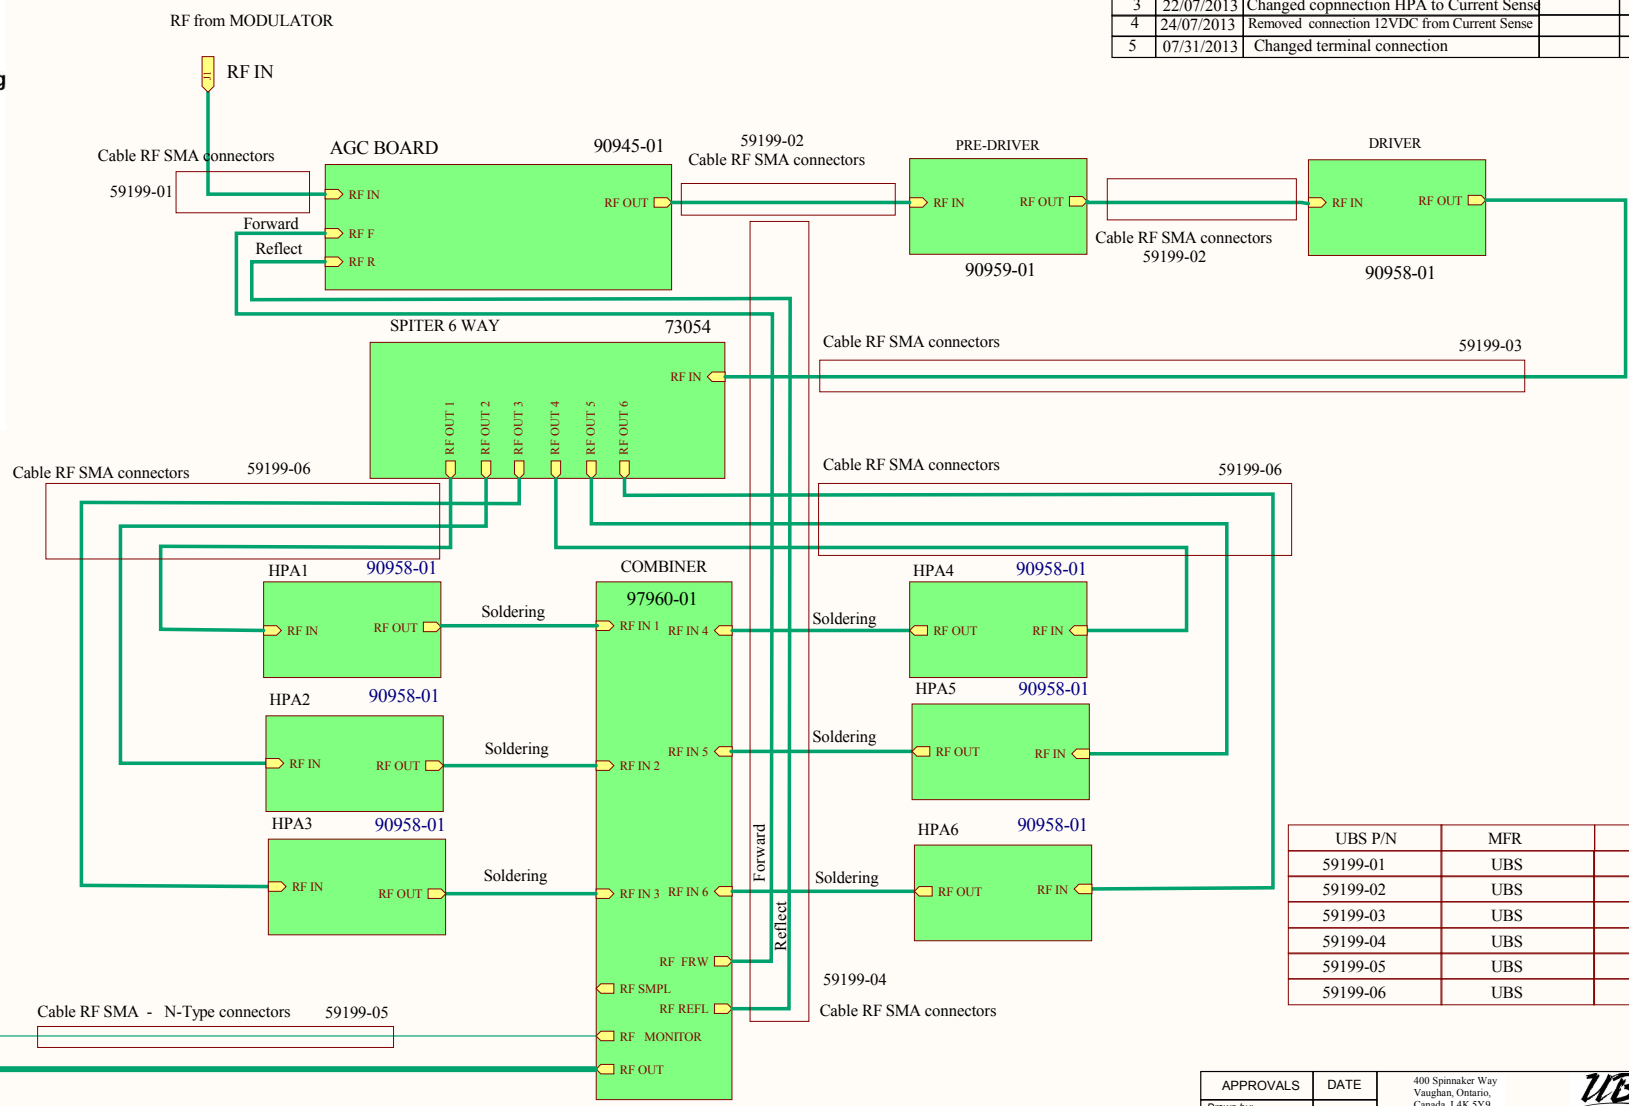 RF from MODULATOR
3 22/07/2013 Changed copnnection HPA to Current Sense
4 24/07/2013 Removed connection 12VDC from Current Sense
5 07/31/2013 Changed terminal connection
g
J1
RF IN
Cable RF SMA connectors
59199-01
AGC BOARD 90945-01
RF IN
RF OUT
RF F
RF R
Forward
Reflect
59199-02
Cable RF SMA connectors
PRE-DRIVER
RF IN RF OUT
90959-01
Cable RF SMA connectors
59199-02
DRIVER
RF IN RF OUT
90958-01
SPITER 6 WAY 73054
RF IN
RF OUT 1
RF OUT 2
RF OUT 3
RF OUT 4
RF OUT 5
RF OUT 6
Cable RF SMA connectors 59199-03
Cable RF SMA connectors 59199-06
Cable RF SMA connectors 59199-06
HPA1 90958-01
RF IN RF OUT
Soldering
HPA2 90958-01
RF IN RF OUT
Soldering
HPA3 90958-01
RF IN RF OUT
Soldering
COMBINER
97960-01
RF IN 1 RF IN 4
RF IN 2 RF IN 5
RF IN 3 RF IN 6
RF FRW
RF SMPL
RF REFL
RF MONITOR
RF OUT
Soldering
HPA4 90958-01
RF OUT RF IN
Soldering
HPA5 90958-01
RF OUT RF IN
Soldering
HPA6 90958-01
RF OUT RF IN
Forward
Reflect
59199-04
Cable RF SMA connectors
Cable RF SMA - N-Type connectors 59199-05
UBS P/N MFR
59199-01 UBS
59199-02 UBS
59199-03 UBS
59199-04 UBS
59199-05 UBS
59199-06 UBS
APPROVALS DATE
400 Spinnaker Way
Vaughan, Ontario,
Canada, L4K 5Y9
UB